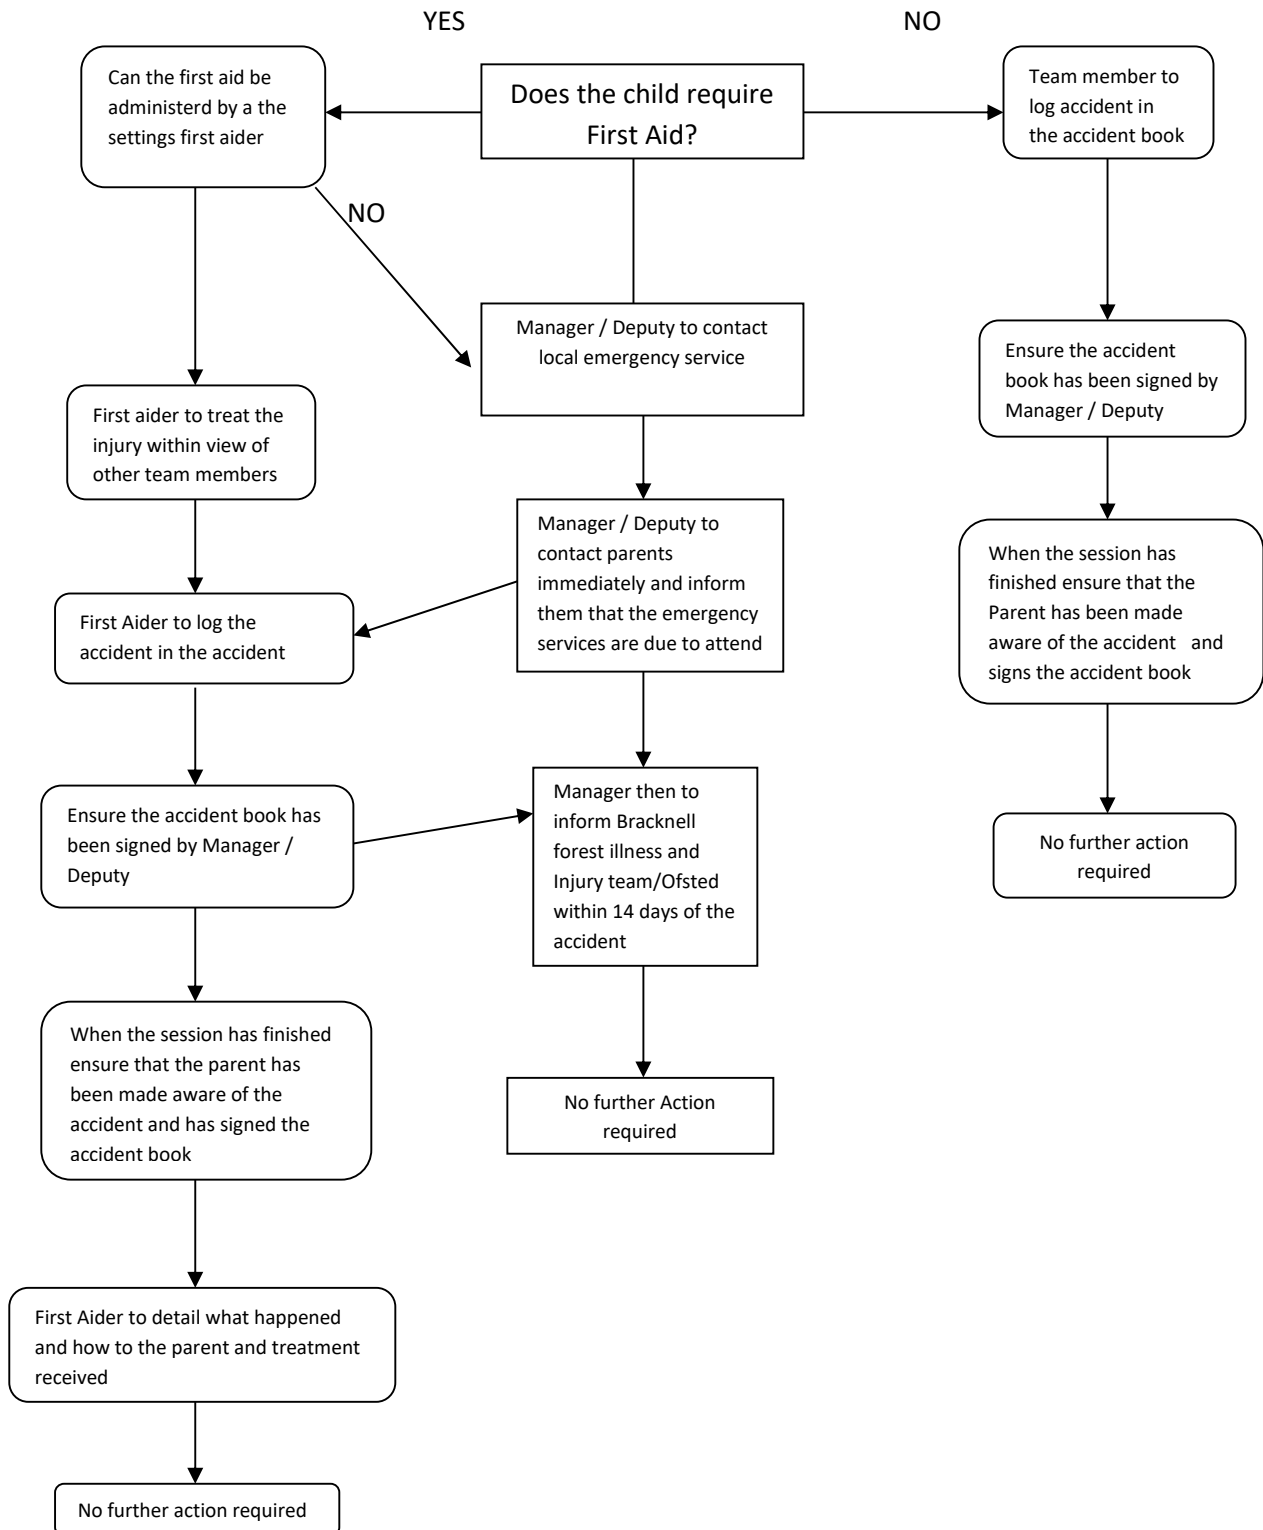 YES
NO
Can the first aid be
administerd by a the
settings first aider
Does the child require
First Aid?
Team member to
log accident in
the accident book
NO
Manager / Deputy to contact
local emergency service
Ensure the accident
book has been signed by
Manager / Deputy
First aider to treat the
injury within view of
other team members
Manager / Deputy to
contact parents
immediately and inform
them that the emergency
services are due to attend
When the session has
finished ensure that the
Parent has been made
aware of the accident   and
signs the accident book
First Aider to log the
accident in the accident
Ensure the accident book has
been signed by Manager /
Deputy
Manager then to
inform Bracknell
forest illness and
Injury team/Ofsted
within 14 days of the
accident
No further action
required
When the session has finished
ensure that the parent has
been made aware of the
accident and has signed the
accident book
No further Action
required
First Aider to detail what happened
and how to the parent and treatment
received
No further action required